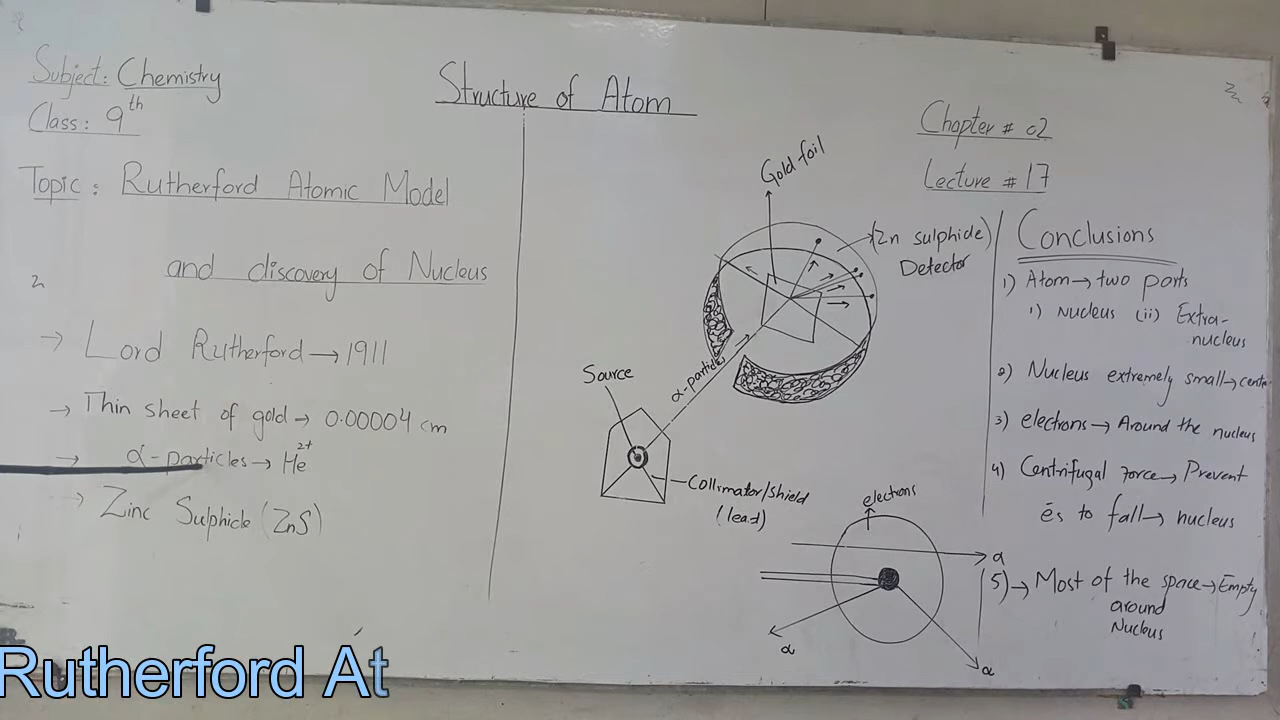 Subject: Chemistry
Class: 9th
Structure of Atom
Chapter # 02
Lecture # 17
Topic: Rutherford Atomic Model
and discovery of Nucleus
→ Lord Rutherford → 1911
→ Thin sheet of gold → 0.00004 cm
→ α-particles → He2+
→ Zinc Sulphide (ZnS)
Gold foil
(Zn sulphide)
Detector
α-particles
Source
Collimator/shield
(lead)
electrons
α
α
α
Conclusions
1) Atom → two parts
i) Nucleus (ii) Extra-
nucleus
2) Nucleus extremely small →
3) electrons → Around the nucleus
4) Centrifugal force → Prevent
ēs to fall → nucleus
(5) → Most of the space → Empty
around
Nucleus
Rutherford At